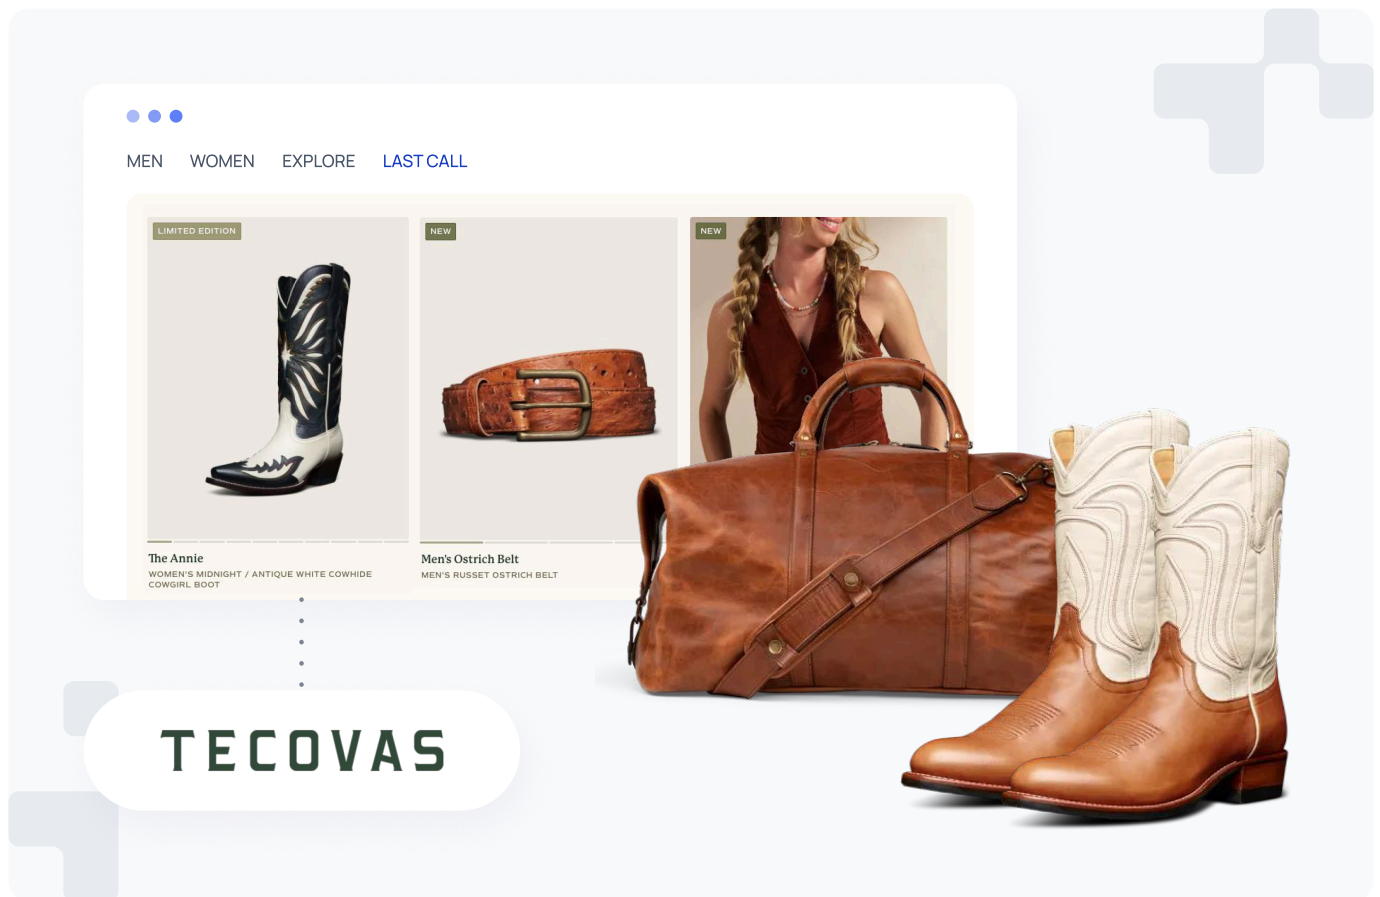 MEN WOMEN EXPLORE LAST CALL
LIMITED EDITION
NEW
NEW
The Annie
WOMEN'S MIDNIGHT / ANTIQUE WHITE COWHIDE
COWGIRL BOOT
Men's Ostrich Belt
MEN'S RUSSET OSTRICH BELT
TECOVAS